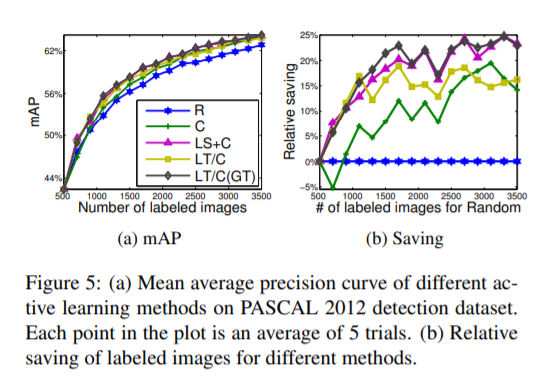 62%
56%
50%
44%
mAP
500 1000 1500 2000 2500 3000 3500
Number of labeled images
R
C
LS+C
LT/C
LT/C(GT)
25%
20%
15%
10%
5%
0%
−5%
Relative saving
500 1000 1500 2000 2500 3000 3500
# of labeled images for Random
(a) mAP
(b) Saving
Figure 5: (a) Mean average precision curve of different ac-
tive learning methods on PASCAL 2012 detection dataset.
Each point in the plot is an average of 5 trials. (b) Relative
saving of labeled images for different methods.